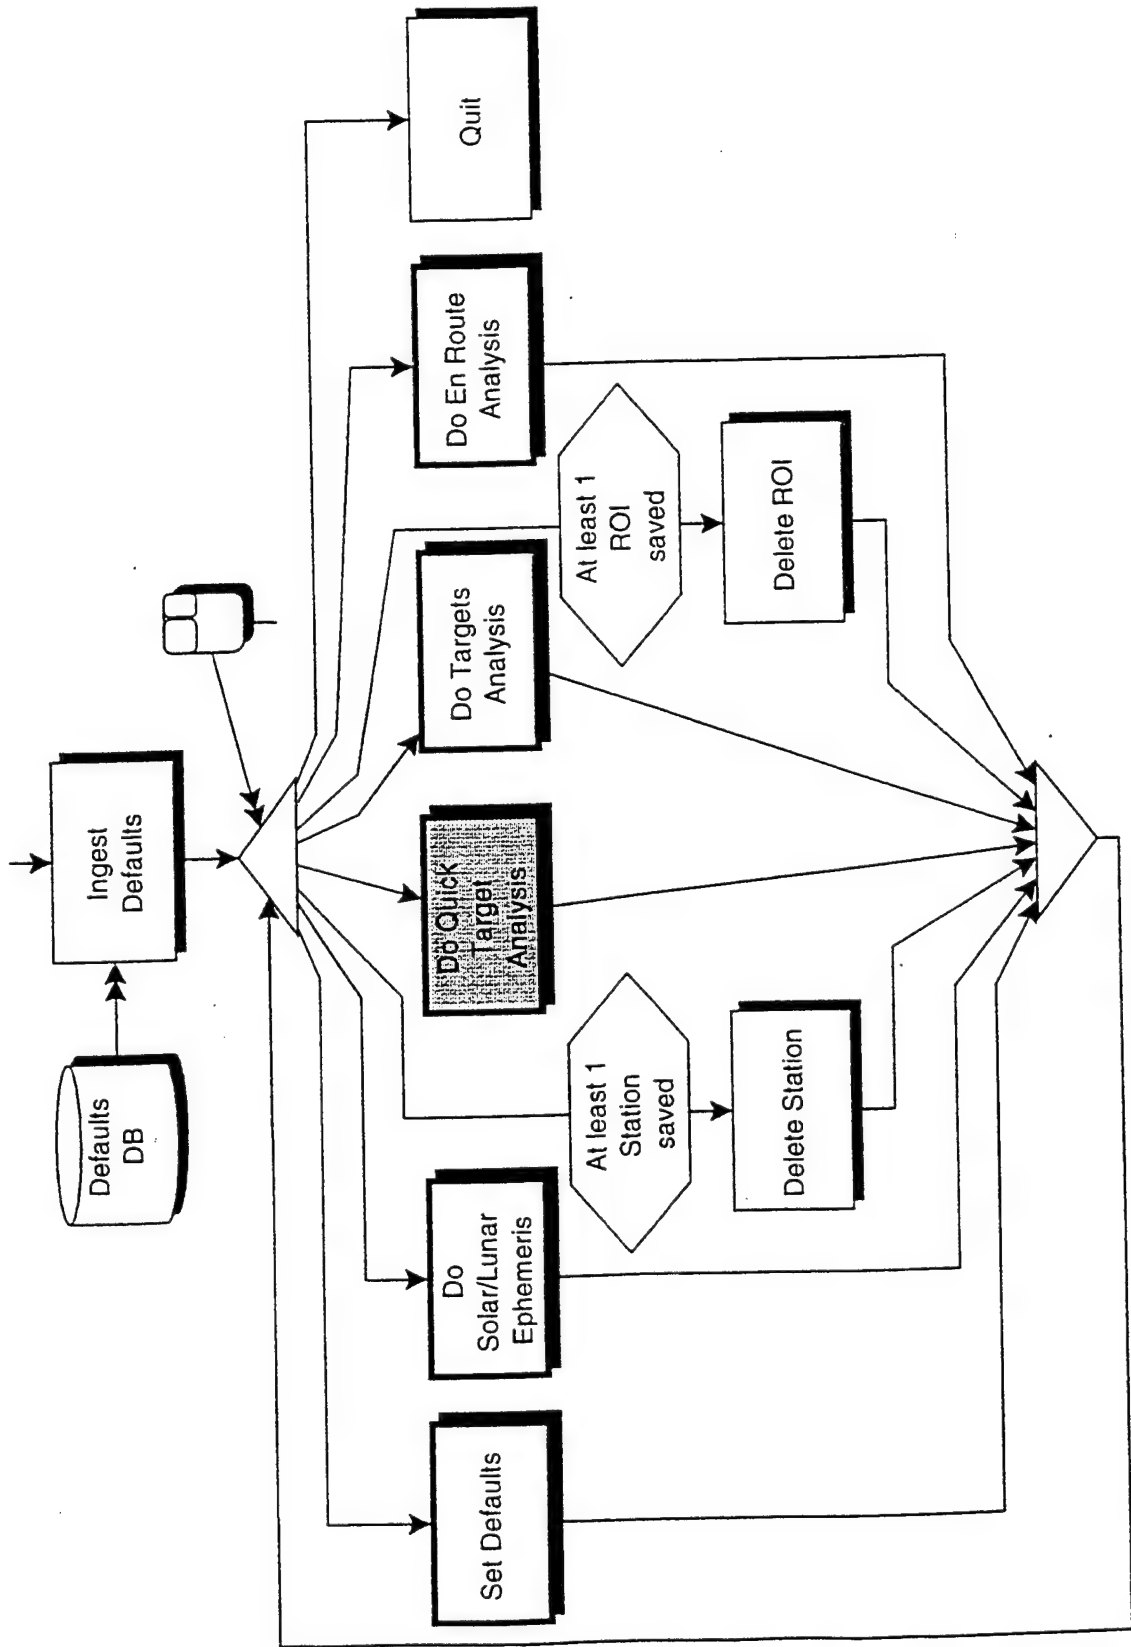 Defaults
DB
Ingest
Defaults
Set Defaults
Do
Solar/Lunar
Ephemeris
At least 1
Station
saved
Delete Station
Do Quick
Target
Analysis
Do Targets
Analysis
At least 1
ROI
saved
Delete ROI
Do En Route
Analysis
Quit